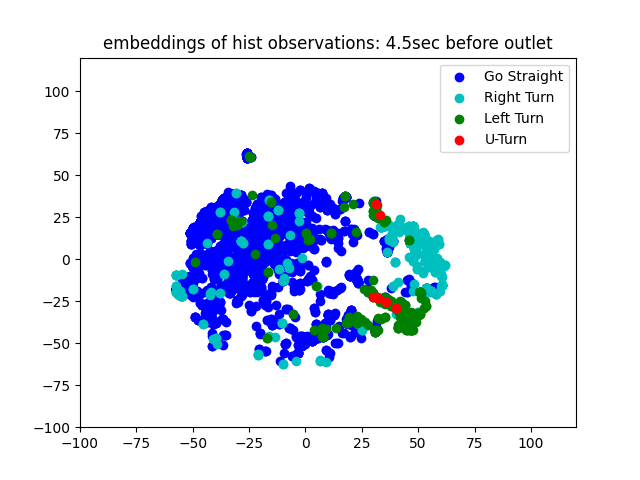 embeddings of hist observations: 4.5sec before outlet
Go Straight
Right Turn
Left Turn
U-Turn
100
75
50
25
0
−25
−50
−75
−100
−100 −75 −50 −25 0 25 50 75 100